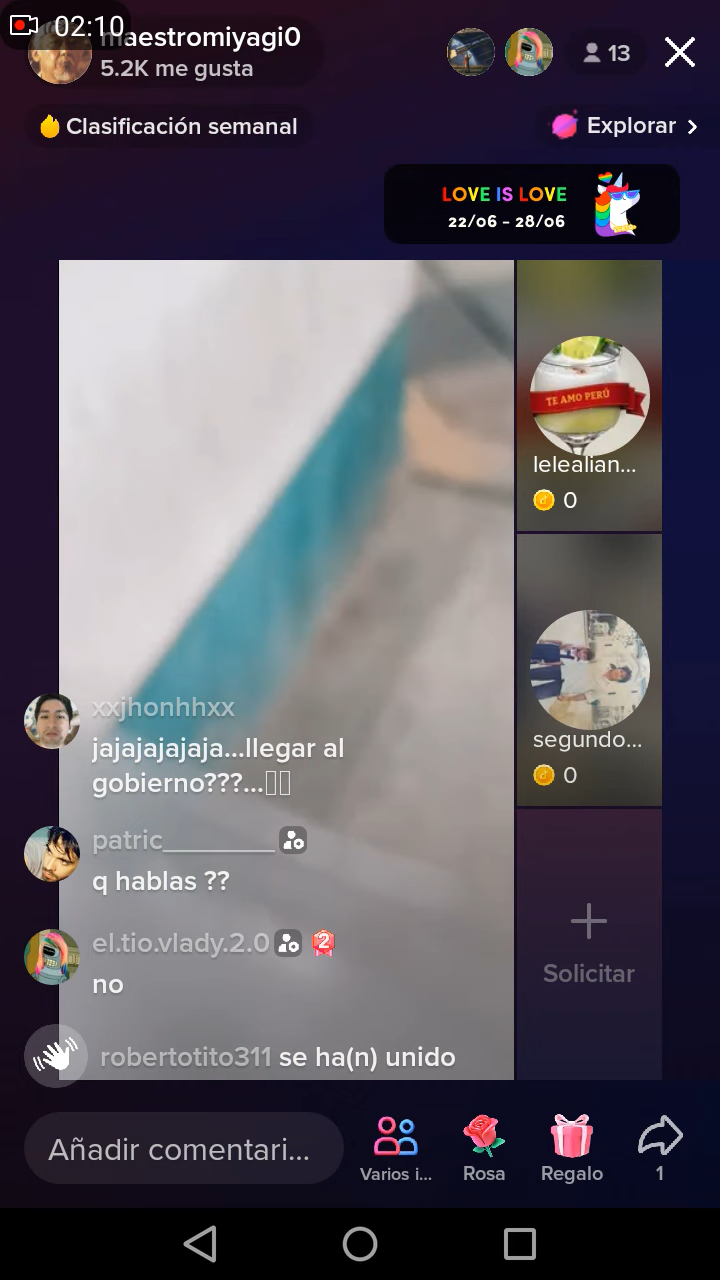 02:10
maestromiyagi0
5.2K me gusta
13
Clasificación semanal
Explorar
LOVE IS LOVE
22/06 - 28/06
TE AMO PERÚ
lelealian...
0
segundo...
0
xxjhonhhxx
jajajajajaja...llegar al
gobierno???...
patric_________
q hablas ??
el.tio.vlady.2.0 2
no
robertotito311 se ha(n) unido
Solicitar
Añadir comentari...
Varios i...
Rosa
Regalo
1